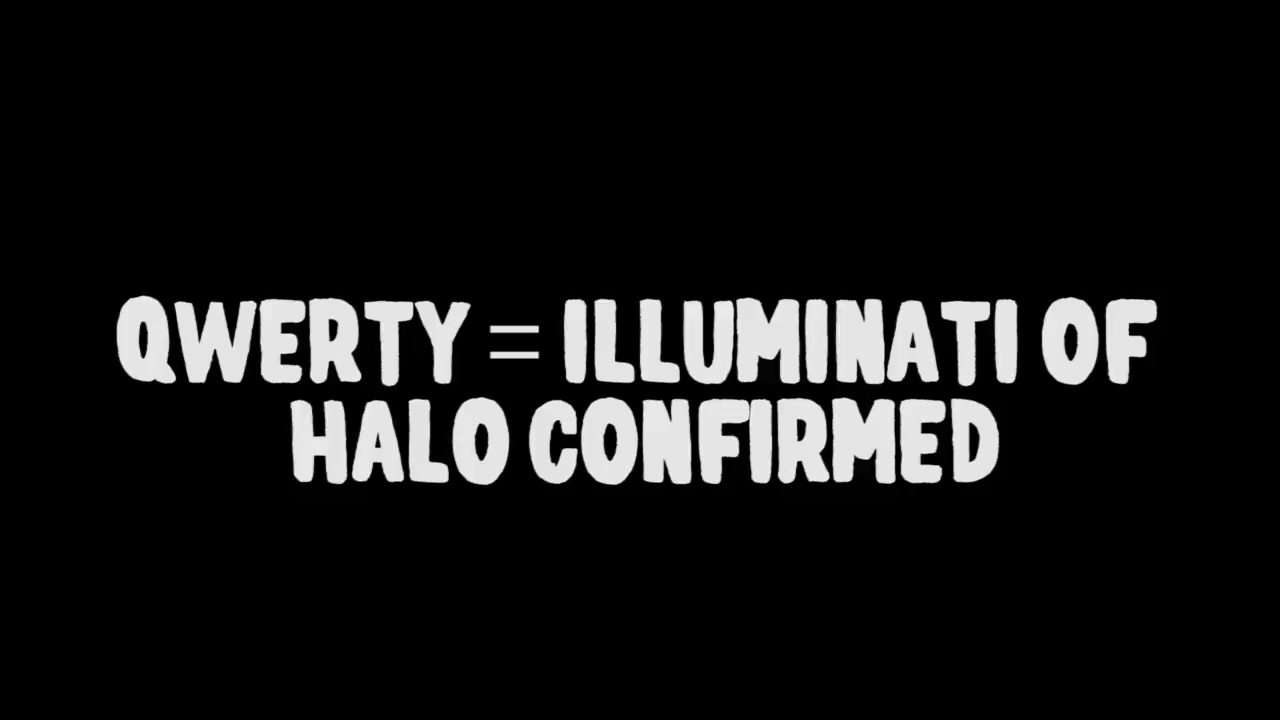 QWERTY = ILLUMINATI OF
HALO CONFIRMED